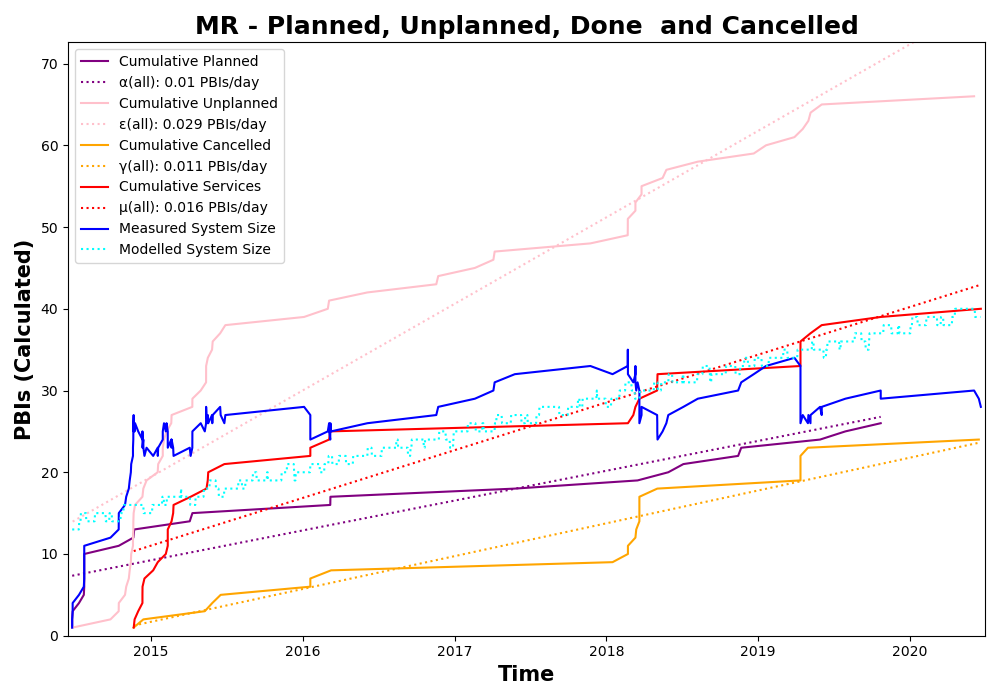 MR - Planned, Unplanned, Done  and Cancelled
PBIs (Calculated)
70
60
50
40
30
20
10
0
Cumulative Planned
α(all): 0.01 PBIs/day
Cumulative Unplanned
ε(all): 0.029 PBIs/day
Cumulative Cancelled
γ(all): 0.011 PBIs/day
Cumulative Services
μ(all): 0.016 PBIs/day
Measured System Size
Modelled System Size
2015 2016 2017 2018 2019 2020
Time